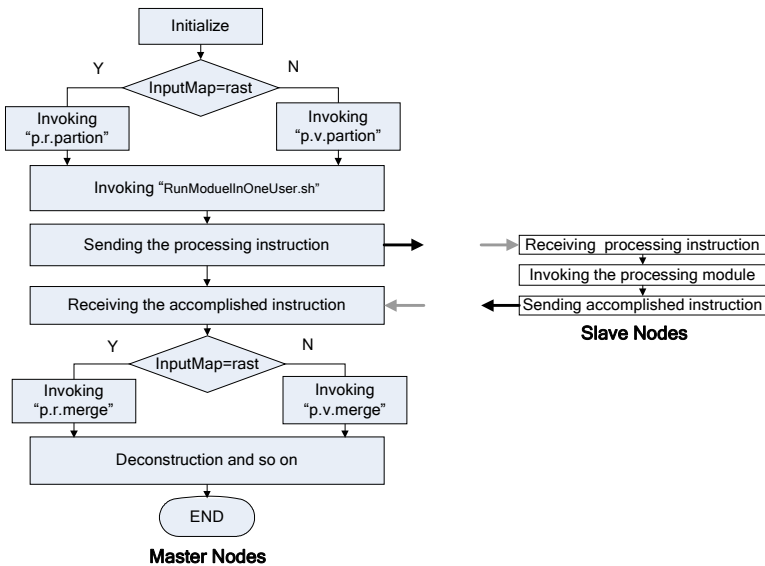 Initialize
Y
N
InputMap=rast
Invoking
“p.r.partion”
Invoking
“p.v.partion”
Invoking “RunModuelInOneUser.sh”
Sending the processing instruction
Receiving the accomplished instruction
Y
N
InputMap=rast
Invoking
“p.r.merge”
Invoking
“p.v.merge”
Deconstruction and so on
END
Master Nodes
Receiving processing instruction
Invoking the processing module
Sending accomplished instruction
Slave Nodes